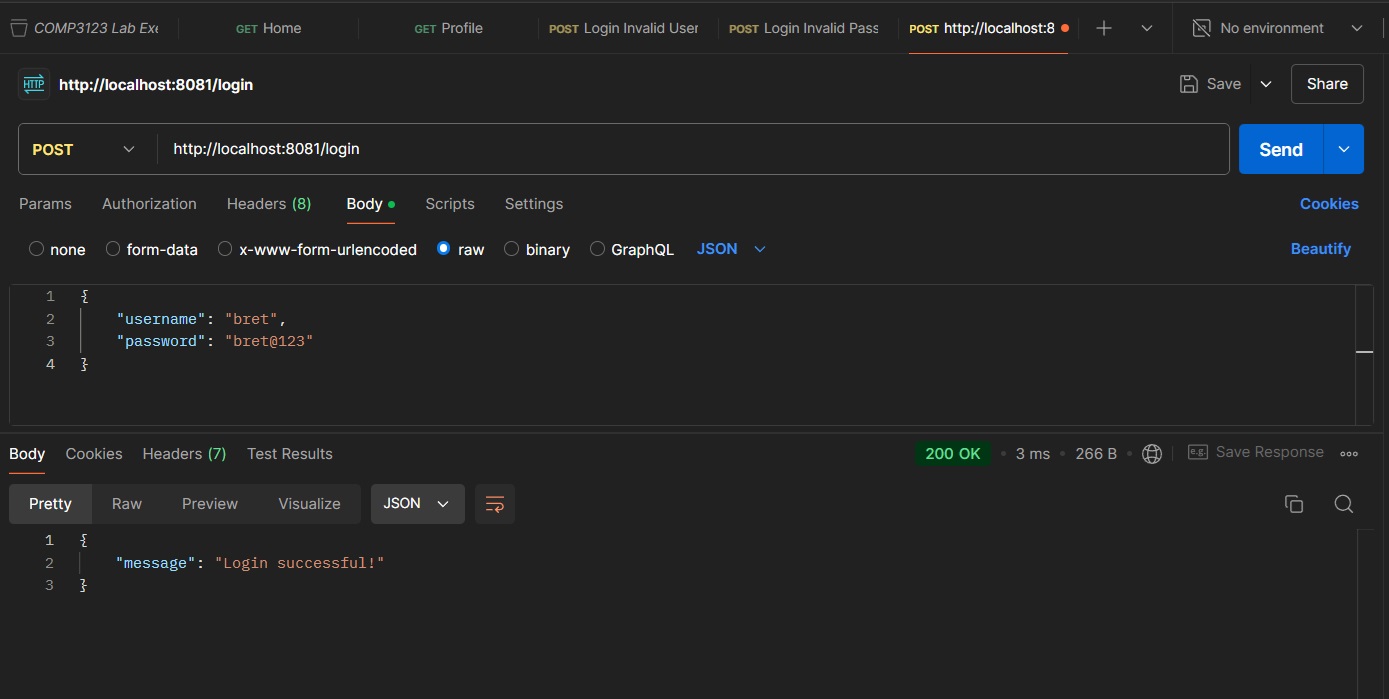 COMP3123 Lab Exe
GET Home
GET Profile
POST Login Invalid User
POST Login Invalid Pass
POST http://localhost:8
No environment
HTTP http://localhost:8081/login
Save
Share
POST
http://localhost:8081/login
Send
Params Authorization Headers (8) Body Scripts Settings
Cookies
none form-data x-www-form-urlencoded raw binary GraphQL JSON
Beautify
1 {
2 "username": "bret",
3 "password": "bret@123"
4 }
Body Cookies Headers (7) Test Results
200 OK • 3 ms • 266 B •
e.g. Save Response
Pretty Raw Preview Visualize JSON
1 {
2 "message": "Login successful!"
3 }